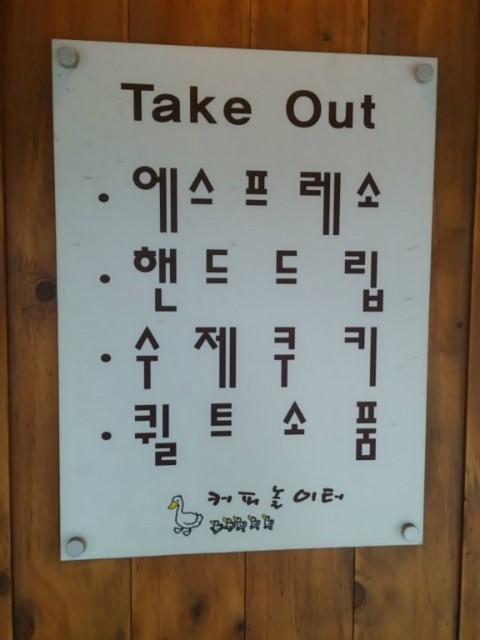 Take Out
· 에스프레소
· 핸드드립
· 수제쿠키
· 퀼트소품
커피놀이터